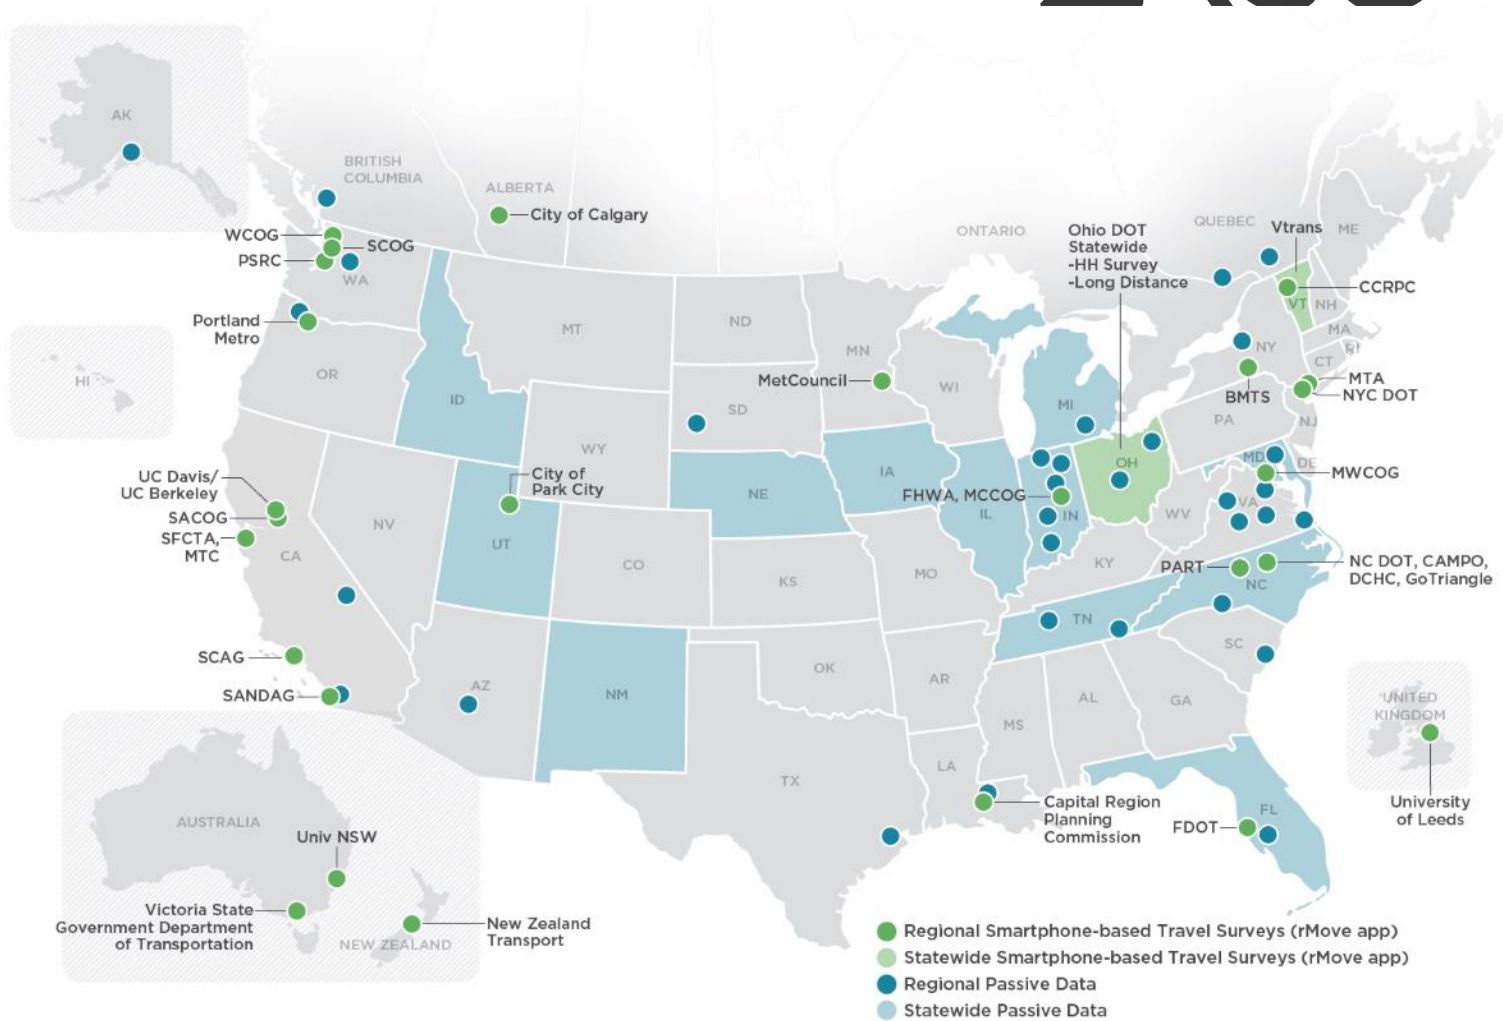 AK
BRITISH
COLUMBIA
ALBERTA
City of Calgary
WCOG
SCOG
PSRC
WA
Portland
Metro
OR
HI
ID
MT
ND
SD
MN
MetCouncil
WI
WY
ONTARIO
QUEBEC
Ohio DOT
Statewide
-HH Survey
-Long Distance
Vtrans
ME
CCRPC
VT
NH
MA
RI
CT
NY
BMTS
MTA
NYC DOT
PA
NJ
MI
OH
MD
DE
MWCOG
UC Davis/
UC Berkeley
SACOG
SFCTA,
MTC
CA
NV
City of
Park City
UT
CO
NE
IA
IL
FHWA, MCCOG
IN
WV
VA
KS
MO
KY
PART
NC DOT, CAMPO,
DCHC, GoTriangle
NC
TN
SC
SCAG
SANDAG
AZ
NM
OK
AR
TX
LA
MS
AL
GA
FL
FDOT
Capital Region
Planning
Commission
UNITED
KINGDOM
University
of Leeds
AUSTRALIA
Univ NSW
Victoria State
Government Department
of Transportation
NEW ZEALAND
New Zealand
Transport
Regional Smartphone-based Travel Surveys (rMove app)
Statewide Smartphone-based Travel Surveys (rMove app)
Regional Passive Data
Statewide Passive Data